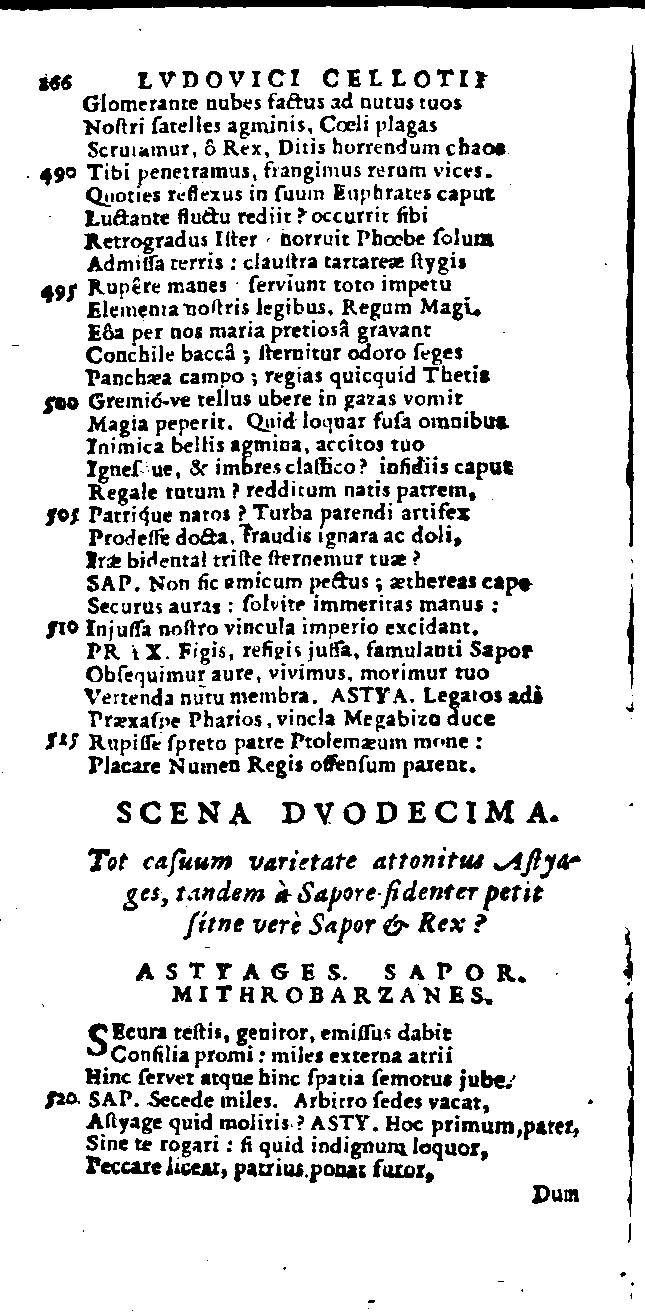 266 LVDOVICI CELLOTII
Glomerante nubes factus ad nutus tuos
Nostri ſatelles agminis, Cœli plagas
Scrutamur, ô Rex, Ditis horrendum chaos
490 Tibi penetramus, frangimus rerum vices.
Quoties reflexus in ſuum Euphrates caput
Luctante fluctu rediit ? occurrit ſibi
Retrogradus Iſter horruit Phœbe ſolum
Admiſſa terris : clauſtra tartareæ ſtygis
495 Rupêre manes ſerviunt toto impetu
Elementa noſtris legibus. Regum Magi,
Eôa per nos maria pretiosâ gravant
Conchile baccâ ; ſternitur odoro ſeges
Panchæa campo ; regias quicquid Thetis
500 Gremió-ve tellus ubere in gazas vomit
Magia peperit. Quid loquar fuſa omnibus
Inimica bellis agmina, accitos tuo
Igneſ-ue, & imbres claſſico ? inſidiis caput
Regale tutum ? redditum natis patrem,
505 Patrique natos ? Turba parendi artifex
Prodeſſe docta, fraudis ignara ac doli,
Iræ bidental triſte ſternemur tuæ ?
SAP. Non ſic amicum pectus ; æthereas cape
Securus auras : ſolvite immeritas manus :
510 Injuſſa noſtro vincula imperio excidant.
PRÆX. Figis, refigis juſſa, famulanti Sapor
Obſequimur aure, vivimus, morimur tuo
Vertenda nutu membra. ASTYA. Legatos adi
Præxaſpe Pharios, vincla Megabizo duce
515 Rupiſſe ſpreto patre Ptolemæum mone :
Placare Numen Regis offenſum parent.
SCENA DVODECIMA.
Tot caſuum varietate attonitus Aſtya-
ges, tandem à Sapore fidenter petit
ſitne verè Sapor & Rex ?
ASTYAGES. SAPOR.
MITHROBARZANES.
SEcura teſtis, genitor, emiſſus dabit
Conſilia promi : miles externa atrii
Hinc ſervet atque hinc ſpatia ſemotus jube.
520. SAP. Secede miles. Arbitro ſedes vacat,
Aſtyage quid moliris ? ASTY. Hoc primum, pater,
Sine te rogari : ſi quid indignum loquor,
Peccare liceat, patrius ponat furor,
Dum